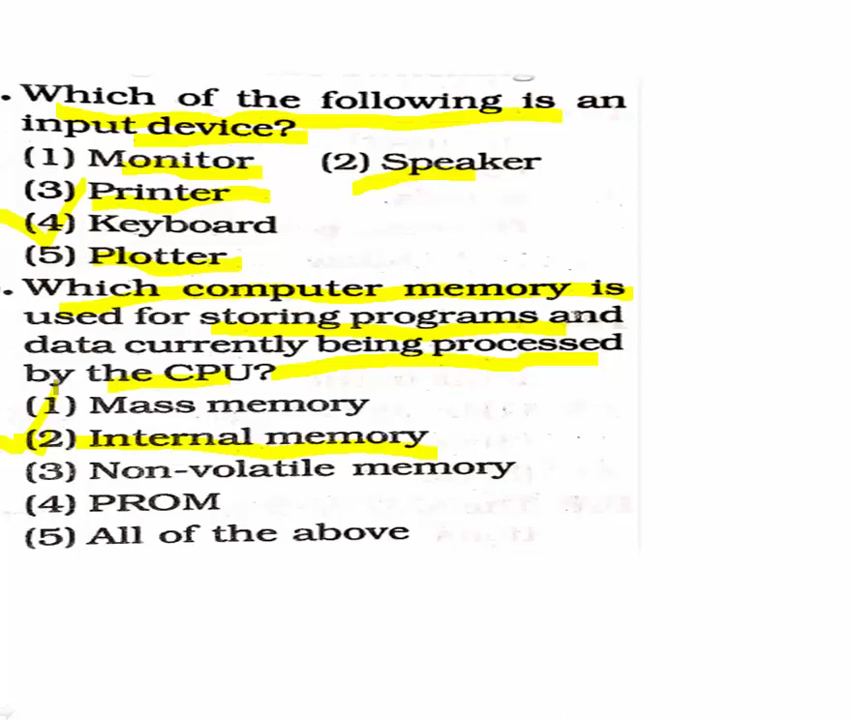 . Which of the following is an
input device?
(1) Monitor (2) Speaker
(3) Printer
(4) Keyboard
(5) Plotter
. Which computer memory is
used for storing programs and
data currently being processed
by the CPU?
(1) Mass memory
(2) Internal memory
(3) Non-volatile memory
(4) PROM
(5) All of the above